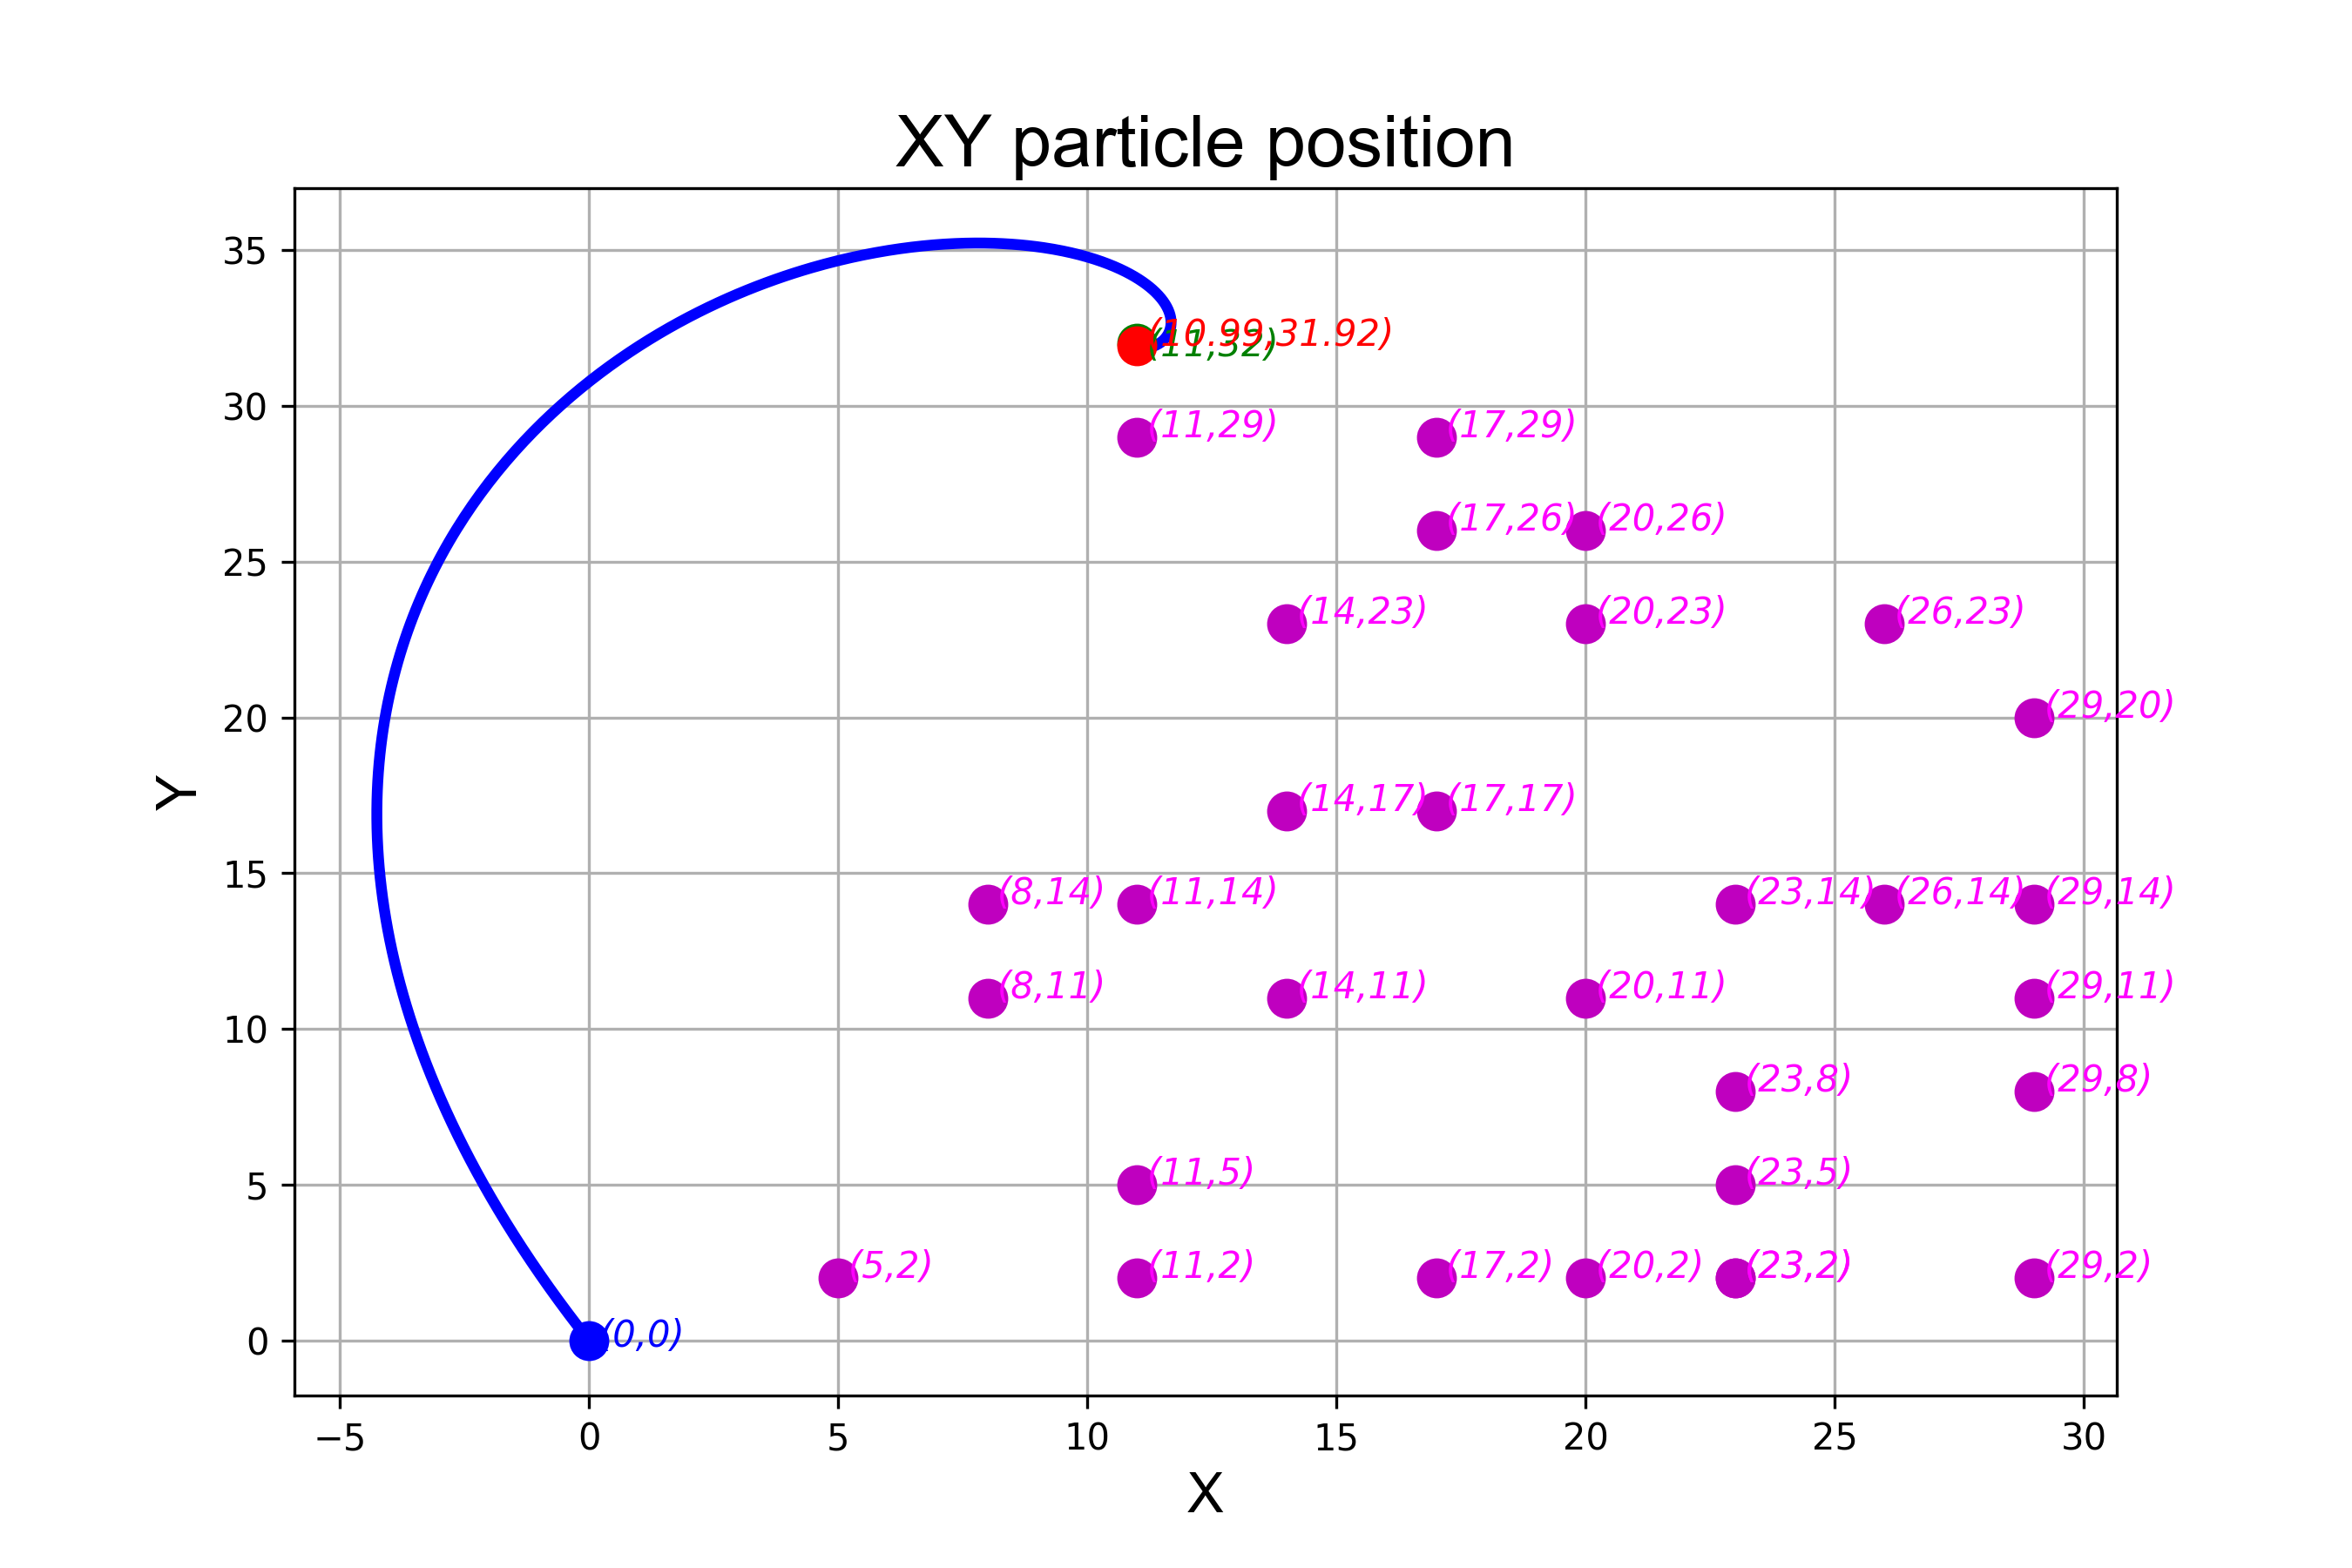 XY particle position
35
(10.99,31.92)
(11,32)
30
(11,29) (17,29)
(17,26) (20,26)
25
(14,23) (20,23) (26,23)
20
(29,20)
Y
(14,17) (17,17)
15
(8,14) (11,14) (23,14) (26,14) (29,14)
(8,11) (14,11) (20,11) (29,11)
10
(23,8) (29,8)
5
(11,5) (23,5)
(5,2) (11,2) (17,2) (20,2) (23,2) (29,2)
0
(0,0)
−5 0 5 10 15 20 25 30
X